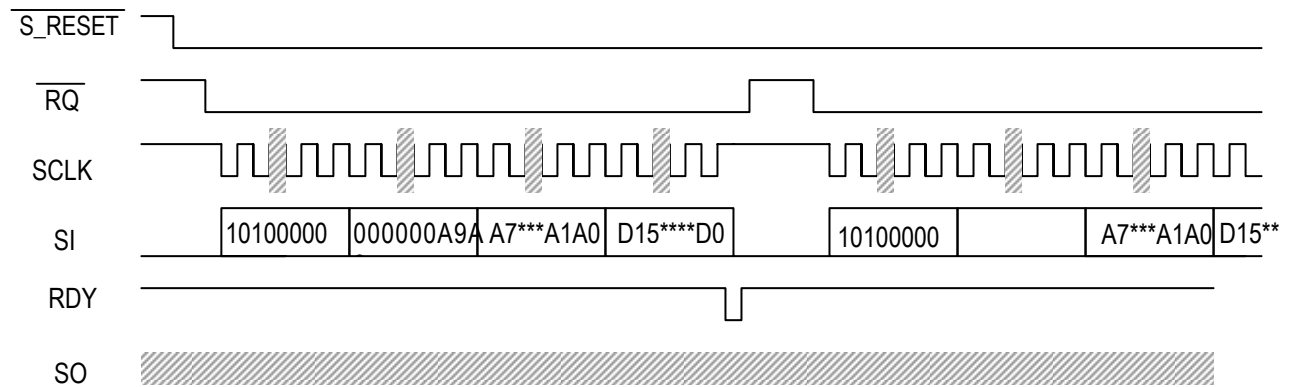 S_RESET
RQ
SCLK
SI 10100000 000000A9A A7***A1A0 D15****D0 10100000 A7***A1A0 D15**
RDY
SO